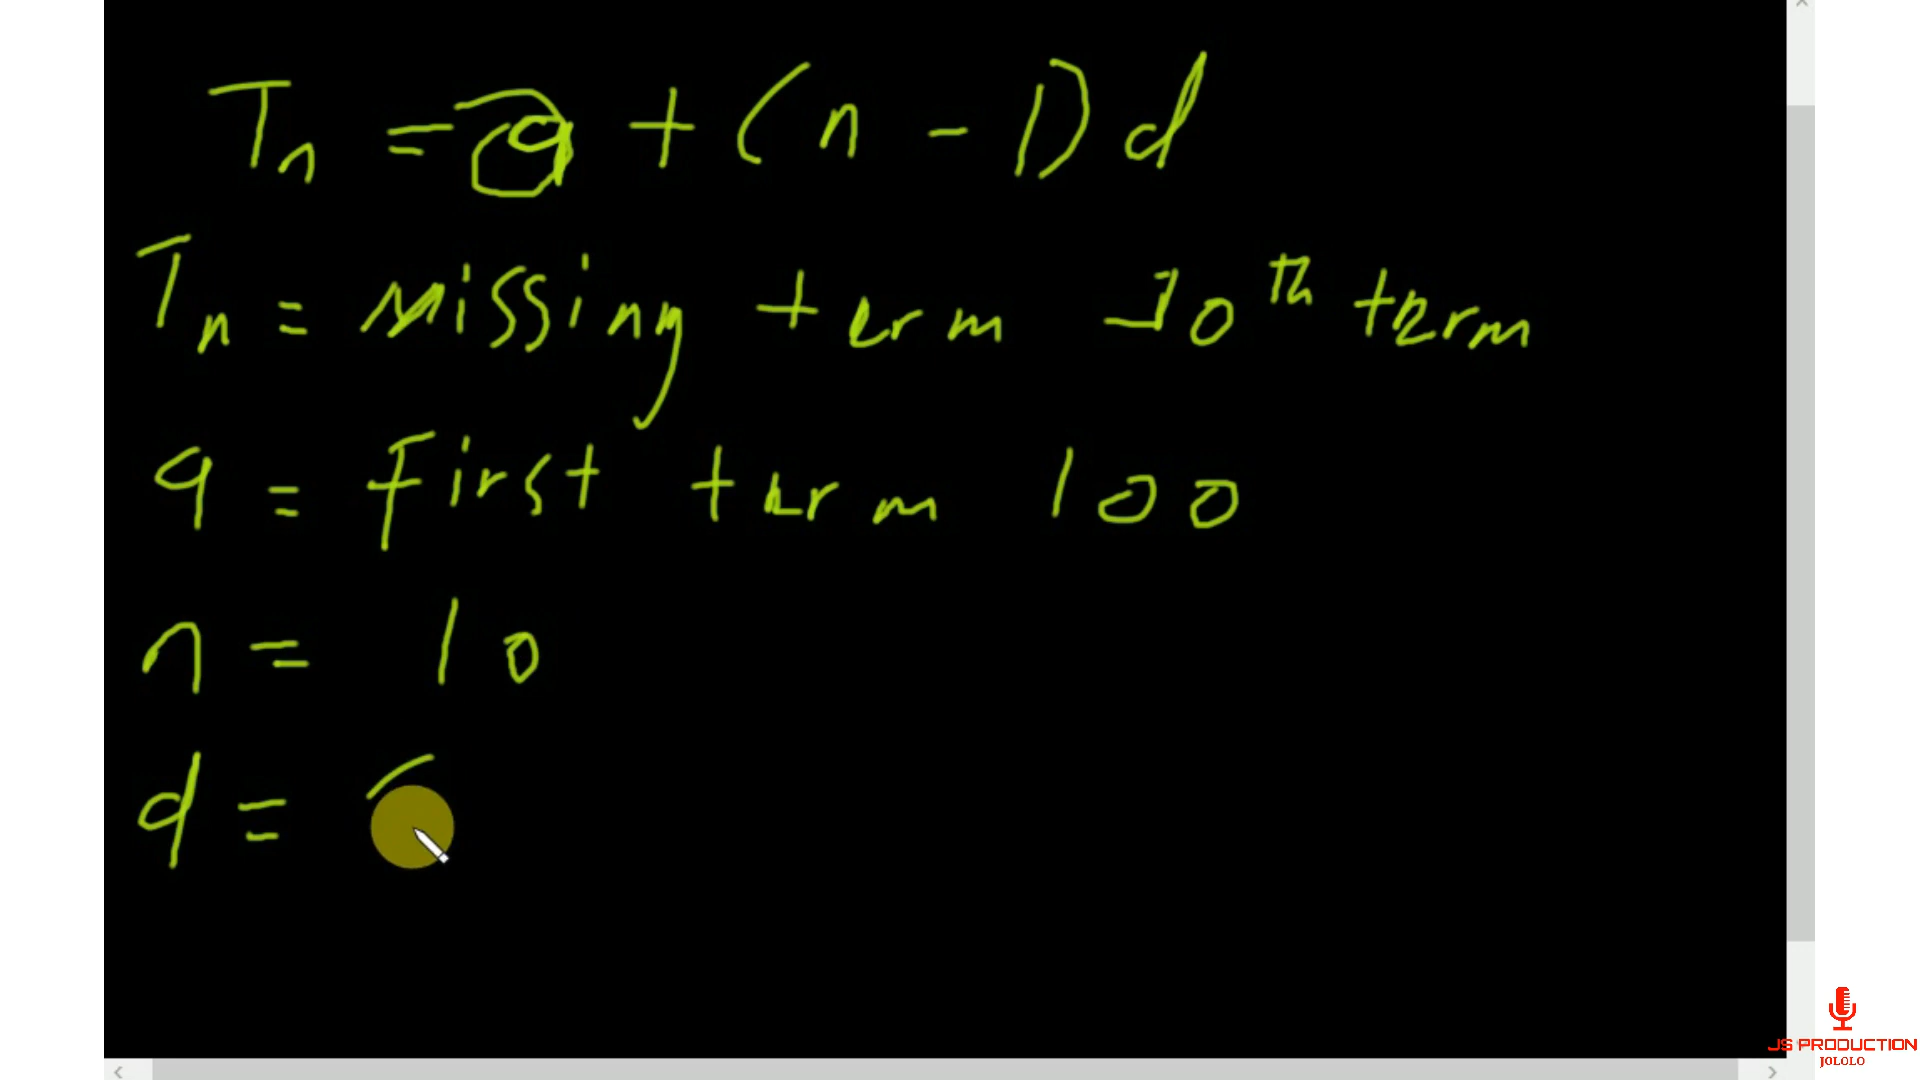 Tn = a + (n - 1) d
Tn = Missing term 10th term
a = First term 100
n = 10
d =
JS PRODUCTION
JOLOLO